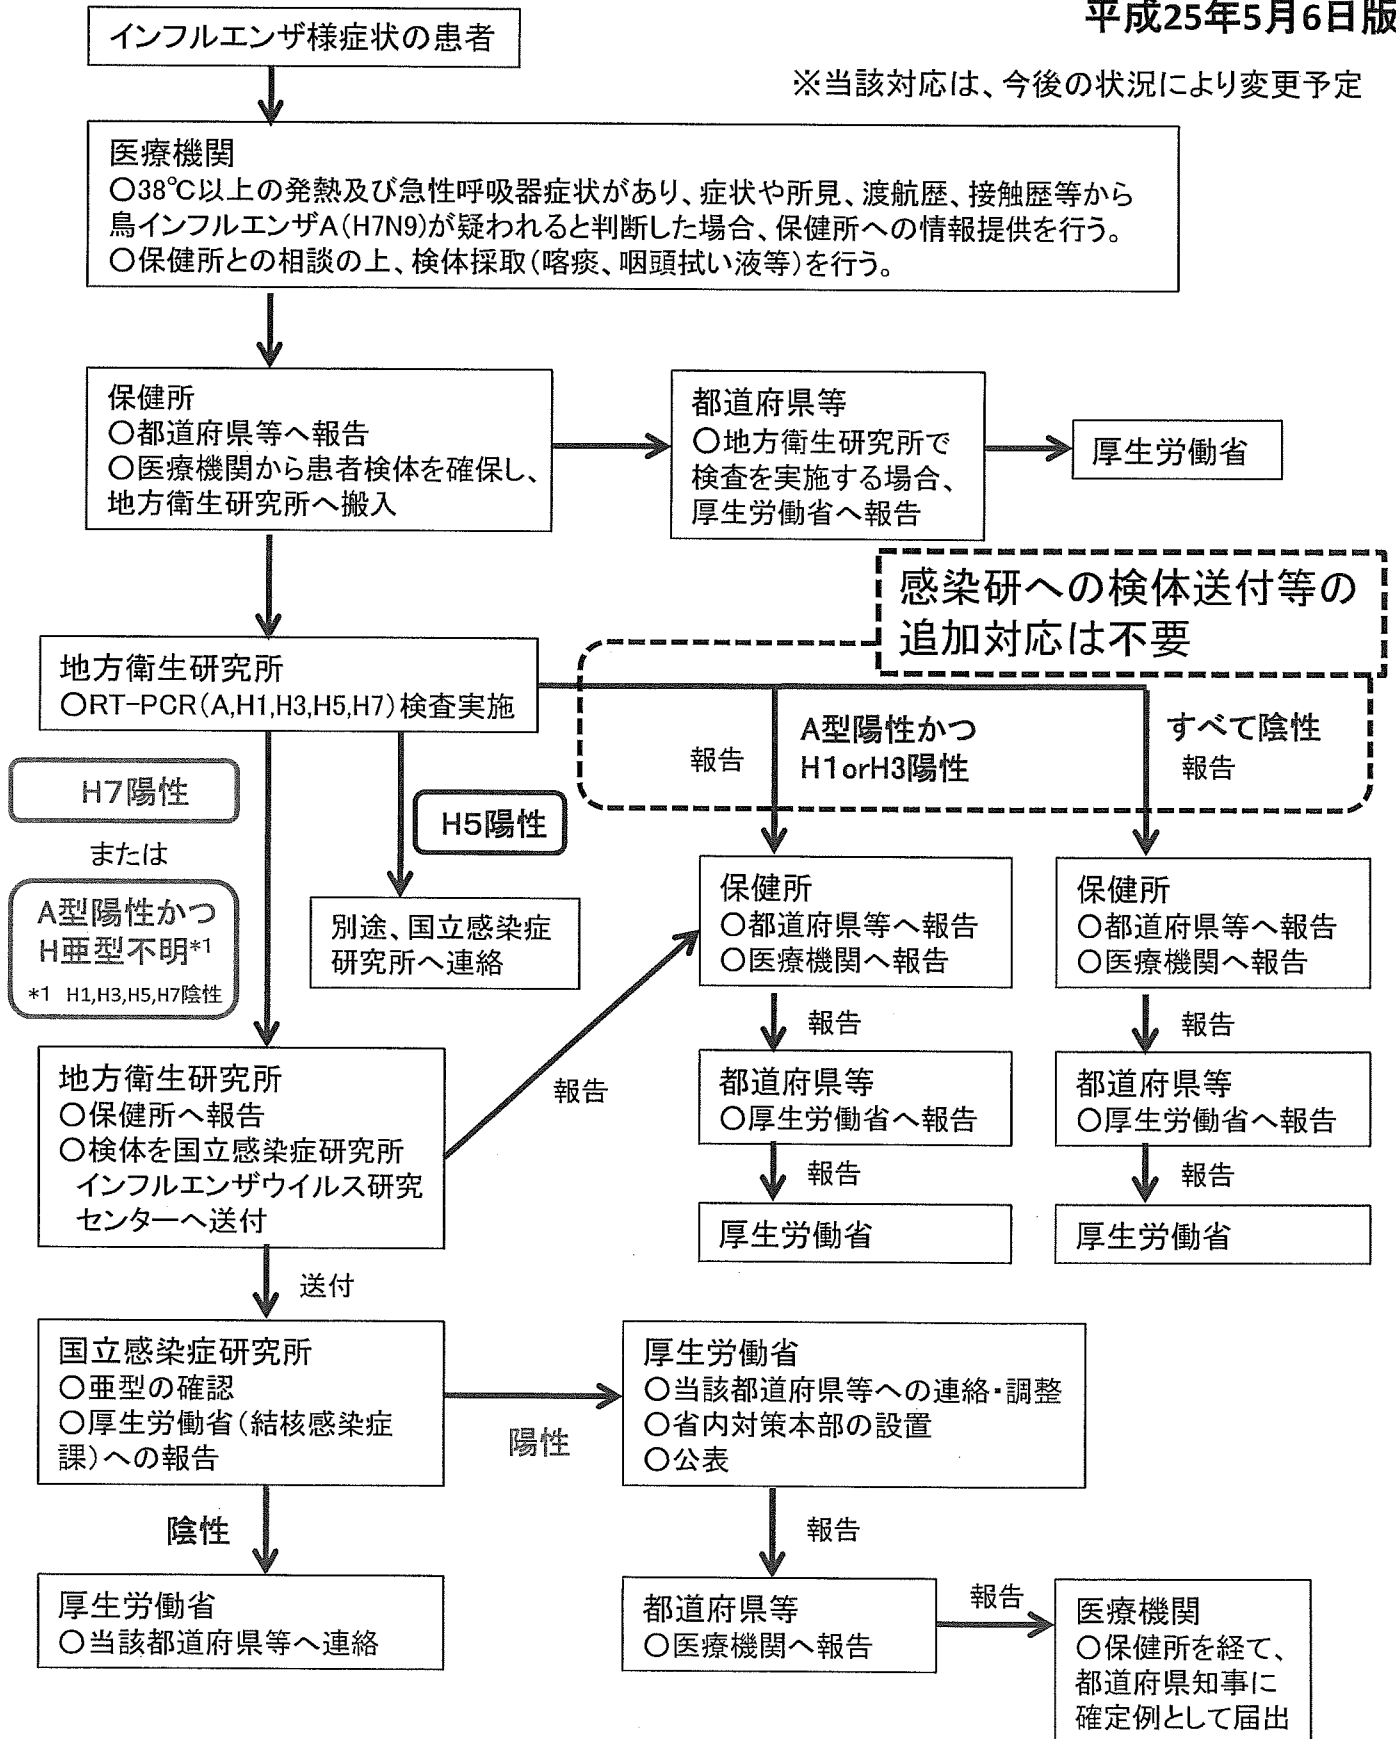 平成25年5月6日版
インフルエンザ様症状の患者
※当該対応は、今後の状況により変更予定
医療機関
○38℃以上の発熱及び急性呼吸器症状があり、症状や所見、渡航歴、接触歴等から
鳥インフルエンザA(H7N9)が疑われると判断した場合、保健所への情報提供を行う。
○保健所との相談の上、検体採取(喀痰、咽頭拭い液等)を行う。
保健所
○都道府県等へ報告
○医療機関から患者検体を確保し、
地方衛生研究所へ搬入
都道府県等
○地方衛生研究所で
検査を実施する場合、
厚生労働省へ報告
厚生労働省
感染研への検体送付等の
追加対応は不要
地方衛生研究所
○RT-PCR(A,H1,H3,H5,H7)検査実施
報告
A型陽性かつ
H1orH3陽性
すべて陰性
報告
H7陽性
または
A型陽性かつ
H亜型不明*1
*1 H1,H3,H5,H7陰性
H5陽性
別途、国立感染症
研究所へ連絡
保健所
○都道府県等へ報告
○医療機関へ報告
報告
都道府県等
○厚生労働省へ報告
報告
厚生労働省
保健所
○都道府県等へ報告
○医療機関へ報告
報告
都道府県等
○厚生労働省へ報告
報告
厚生労働省
地方衛生研究所
○保健所へ報告
○検体を国立感染症研究所
インフルエンザウイルス研究
センターへ送付
報告
送付
国立感染症研究所
○亜型の確認
○厚生労働省(結核感染症
課)への報告
陽性
厚生労働省
○当該都道府県等への連絡・調整
○省内対策本部の設置
○公表
陰性
報告
厚生労働省
○当該都道府県等へ連絡
都道府県等
○医療機関へ報告
報告
医療機関
○保健所を経て、
都道府県知事に
確定例として届出